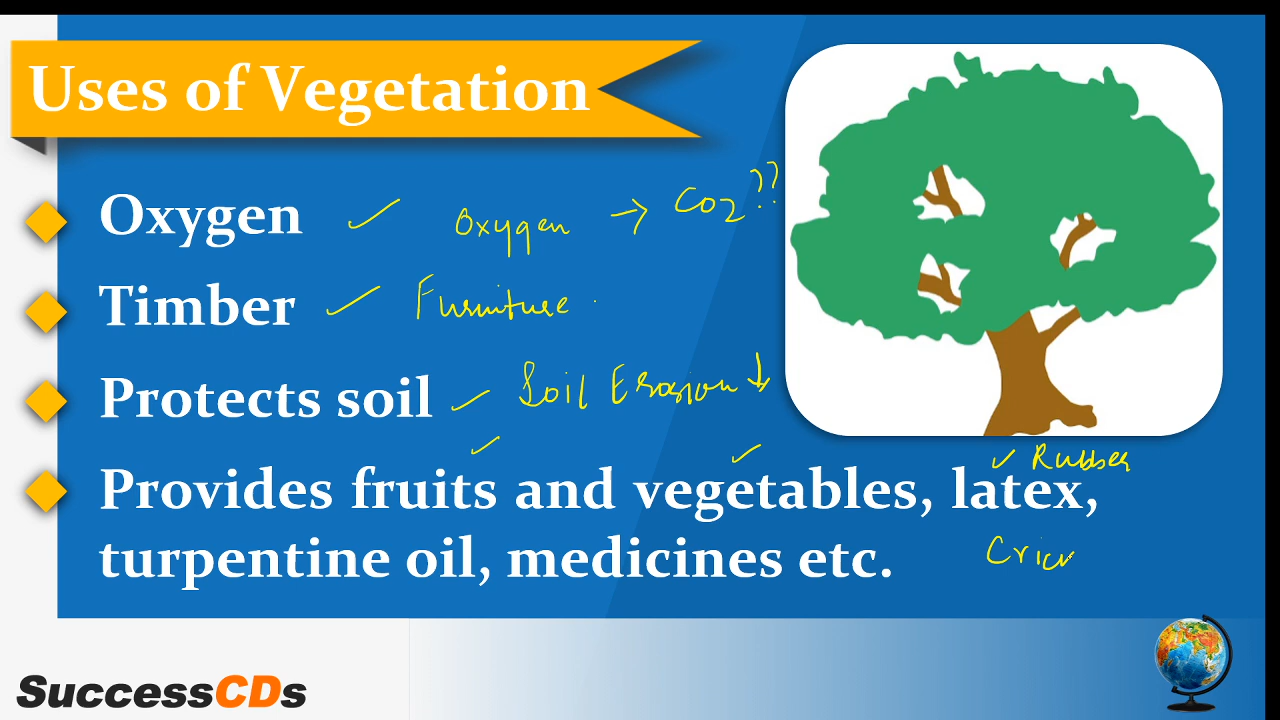 Uses of Vegetation
Oxygen ✓ Oxygen → CO2 ??
Timber ✓ Furniture
Protects soil ✓ Soil Erosion ↓
Rubber
Provides fruits and vegetables, latex,
turpentine oil, medicines etc.
SuccessCDs